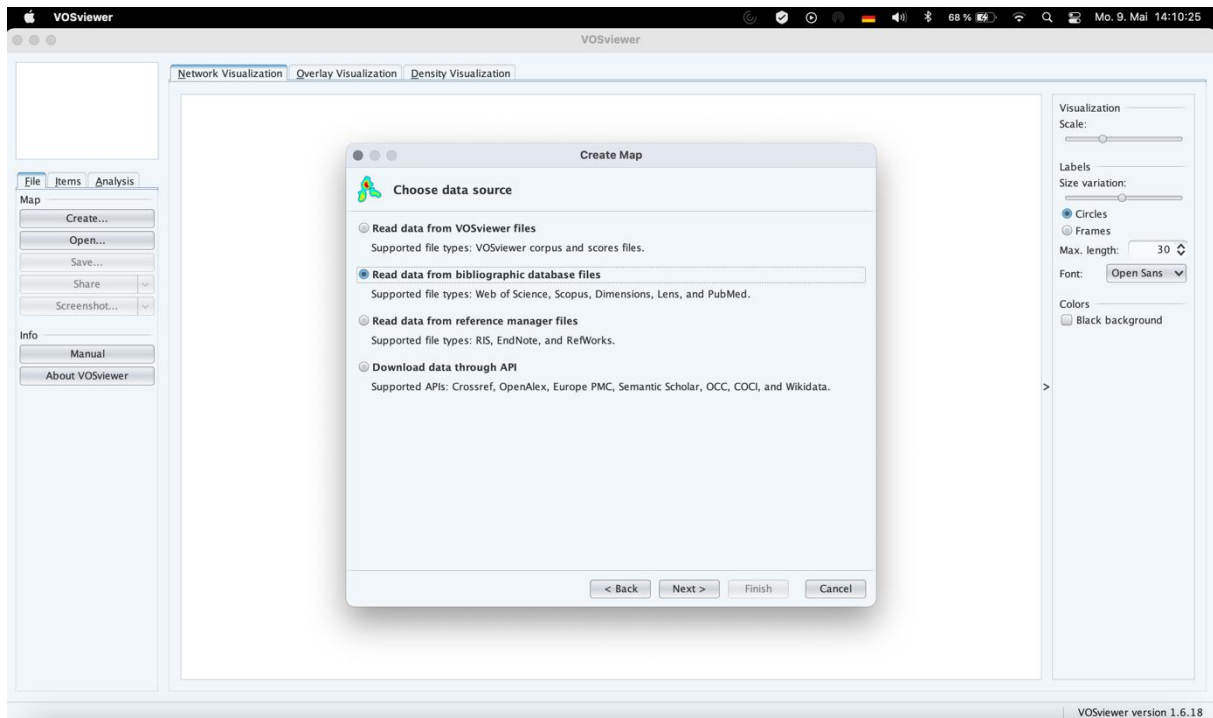 VOSviewer
68 %
Mo. 9. Mai 14:10:25
VOSviewer
Network Visualization
Overlay Visualization
Density Visualization
File
Items
Analysis
Map
Create...
Open...
Save...
Share
Screenshot...
Info
Manual
About VOSviewer
Create Map
Choose data source
Read data from VOSviewer files
Supported file types: VOSviewer corpus and scores files.
Read data from bibliographic database files
Supported file types: Web of Science, Scopus, Dimensions, Lens, and PubMed.
Read data from reference manager files
Supported file types: RIS, EndNote, and RefWorks.
Download data through API
Supported APIs: Crossref, OpenAlex, Europe PMC, Semantic Scholar, OCC, COCI, and Wikidata.
< Back
Next >
Finish
Cancel
>
Visualization
Scale:
Labels
Size variation:
Circles
Frames
Max. length: 30
Font: Open Sans
Colors
Black background
VOSviewer version 1.6.18